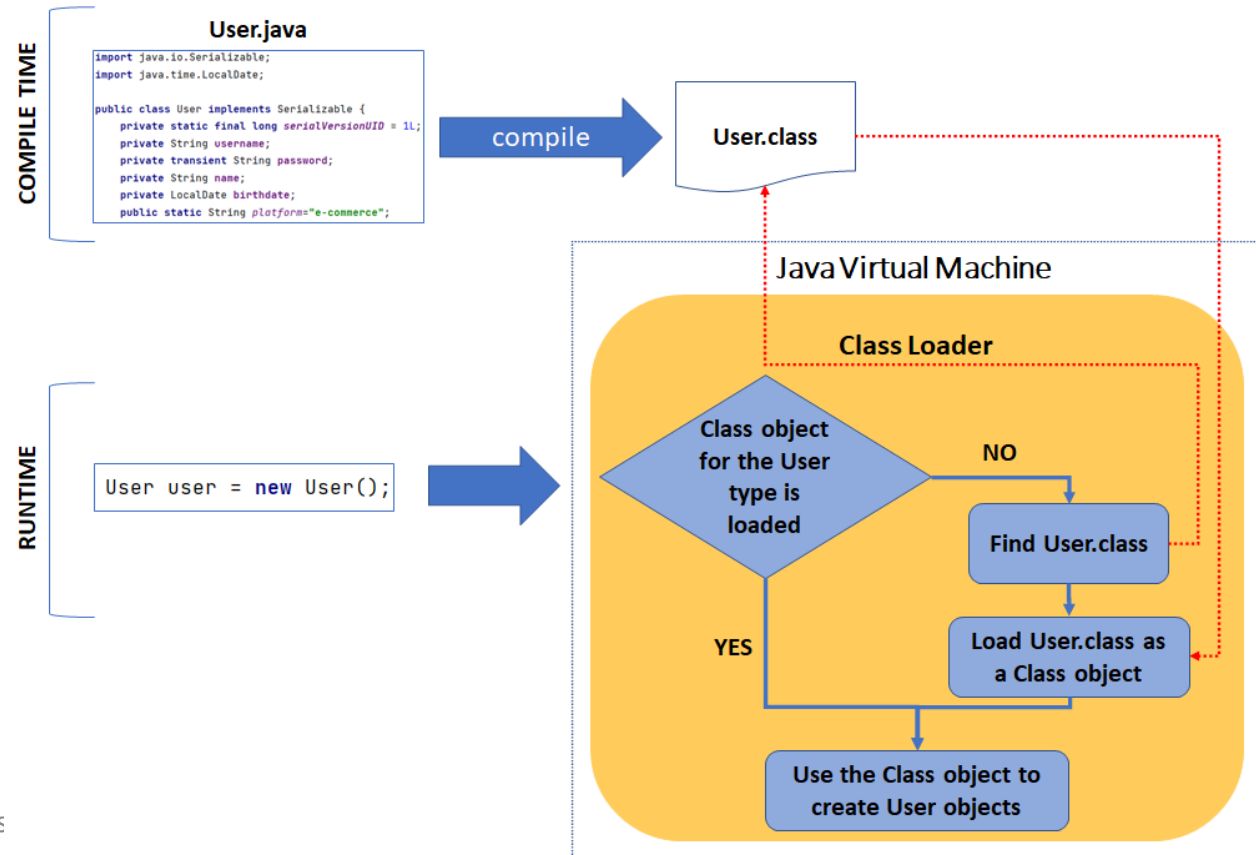 COMPILE TIME
User.java
import java.io.Serializable;
import java.time.LocalDate;
public class User implements Serializable {
private static final long serialVersionUID = 1L;
private String username;
private transient String password;
private String name;
private LocalDate birthdate;
public static String platform="e-commerce";
compile
User.class
Java Virtual Machine
Class Loader
RUNTIME
User user = new User();
Class object
for the User
type is
loaded
NO
Find User.class
YES
Load User.class as
a Class object
Use the Class object to
create User objects